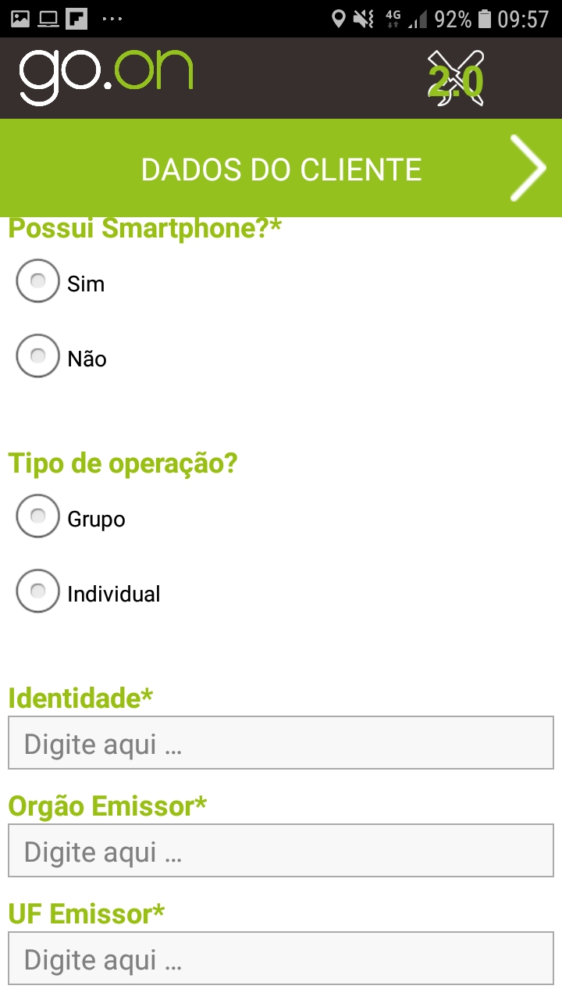 4G 92% 09:57
go.on 2.0
DADOS DO CLIENTE
Possui Smartphone?*
Sim
Não
Tipo de operação?
Grupo
Individual
Identidade*
Digite aqui ...
Orgão Emissor*
Digite aqui ...
UF Emissor*
Digite aqui ...